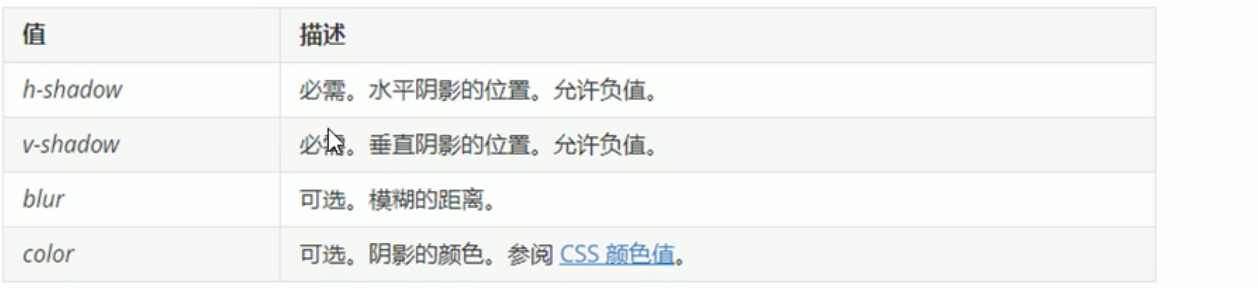 值 描述
h-shadow 必需。水平阴影的位置。允许负值。
v-shadow 必需。垂直阴影的位置。允许负值。
blur 可选。模糊的距离。
color 可选。阴影的颜色。参阅 CSS 颜色值。